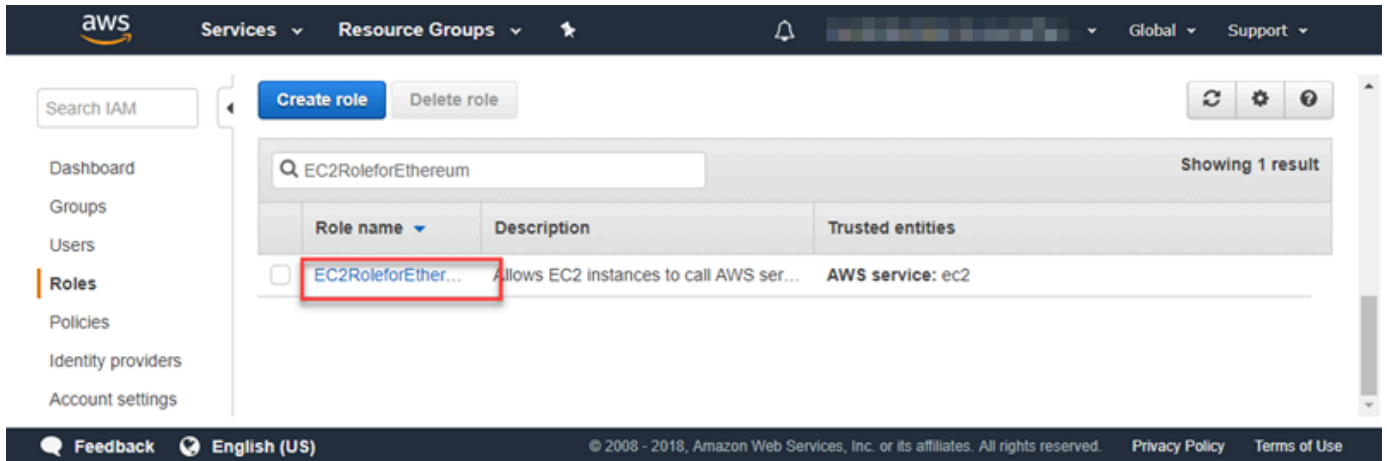 aws Services Resource Groups Global Support
Search IAM
Create role Delete role
Dashboard
Groups
Users
Roles
Policies
Identity providers
Account settings
EC2RoleforEthereum Showing 1 result
Role name Description Trusted entities
EC2RoleforEther... Allows EC2 instances to call AWS ser... AWS service: ec2
Feedback English (US) © 2008 - 2018, Amazon Web Services, Inc. or its affiliates. All rights reserved. Privacy Policy Terms of Use